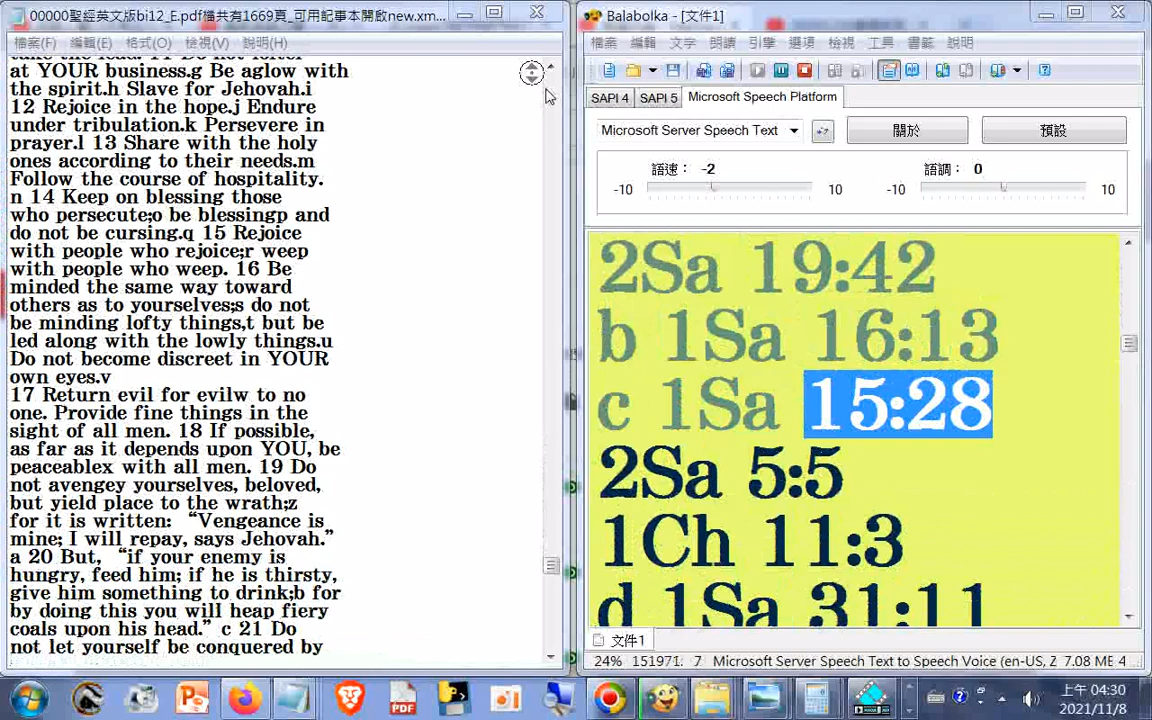 00000聖經英文版bi12_E.pdf檔共有1669頁_可用記事本開啟new.xm...
檔案(F) 編輯(E) 格式(O) 檢視(V) 說明(H)
take the lead. 11 Do not loiter
at YOUR business.g Be aglow with
the spirit.h Slave for Jehovah.i
12 Rejoice in the hope.j Endure
under tribulation.k Persevere in
prayer.l 13 Share with the holy
ones according to their needs.m
Follow the course of hospitality.
n 14 Keep on blessing those
who persecute;o be blessingp and
do not be cursing.q 15 Rejoice
with people who rejoice;r weep
with people who weep. 16 Be
minded the same way toward
others as to yourselves;s do not
be minding lofty things,t but be
led along with the lowly things.u
Do not become discreet in YOUR
own eyes.v
17 Return evil for evilw to no
one. Provide fine things in the
sight of all men. 18 If possible,
as far as it depends upon YOU, be
peaceablex with all men. 19 Do
not avengey yourselves, beloved,
but yield place to the wrath;z
for it is written: “Vengeance is
mine; I will repay, says Jehovah.”
a 20 But, “if your enemy is
hungry, feed him; if he is thirsty,
give him something to drink;b for
by doing this you will heap fiery
coals upon his head.” c 21 Do
not let yourself be conquered by
Balabolka - [文件1]
檔案 編輯 文字 朗讀 引擎 選項 檢視 工具 書籤 說明
SAPI 4 SAPI 5 Microsoft Speech Platform
Microsoft Server Speech Text 關於 預設
語速： -2 語調： 0
-10 10 -10 10
2Sa 19:42
b 1Sa 16:13
c 1Sa 15:28
2Sa 5:5
1Ch 11:3
d 1Sa 31:11
文件1
24% 151971. 7 Microsoft Server Speech Text to Speech Voice (en-US, Z 7.08 ME 4
PDF
上午 04:30
2021/11/8